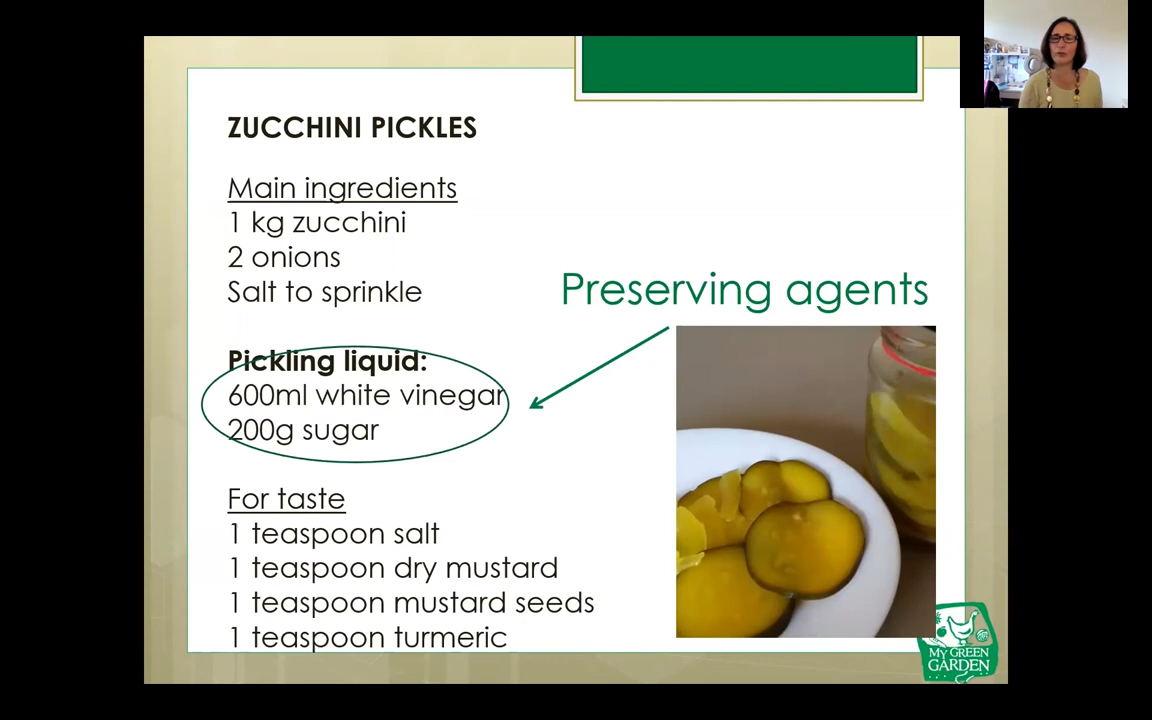 ZUCCHINI PICKLES
Main ingredients
1 kg zucchini
2 onions
Salt to sprinkle
Preserving agents
Pickling liquid:
600ml white vinegar
200g sugar
For taste
1 teaspoon salt
1 teaspoon dry mustard
1 teaspoon mustard seeds
1 teaspoon turmeric
MY GREEN
GARDEN